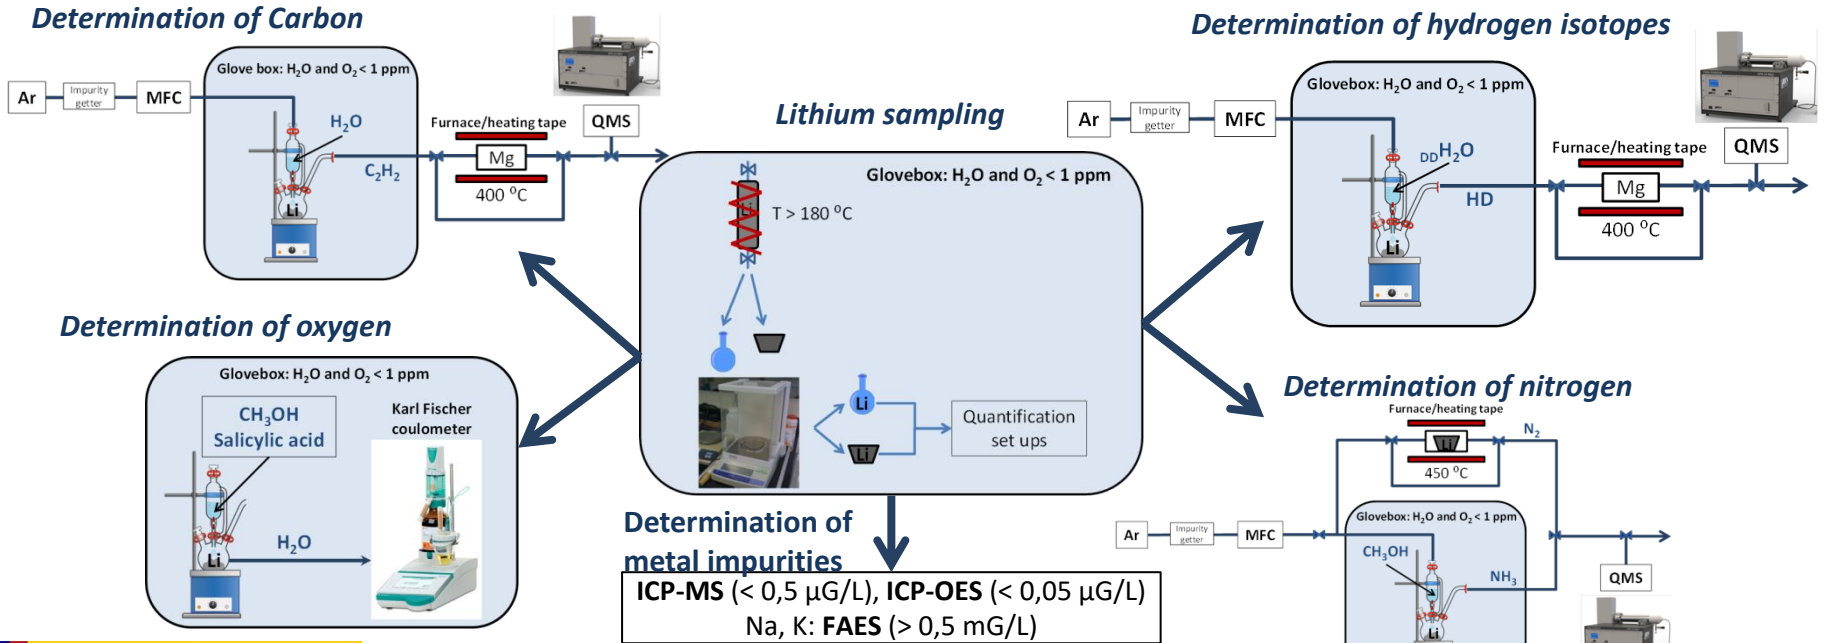 Determination of Carbon
Glove box: H₂O and O₂ < 1 ppm
Ar
Impurity
getter
MFC
H₂O
Li
C₂H₂
Furnace/heating tape
Mg
400 ⁰C
QMS
Lithium sampling
Glovebox: H₂O and O₂ < 1 ppm
Li
T > 180 ⁰C
Li
Li
Quantification
set ups
Determination of hydrogen isotopes
Glovebox: H₂O and O₂ < 1 ppm
Ar
Impurity
getter
MFC
DDH₂O
Li
HD
Furnace/heating tape
Mg
400 ⁰C
QMS
Determination of oxygen
Glovebox: H₂O and O₂ < 1 ppm
CH₃OH
Salicylic acid
Karl Fischer
coulometer
Li
H₂O
Determination of
metal impurities
ICP-MS (< 0,5 µG/L), ICP-OES (< 0,05 µG/L)
Na, K: FAES (> 0,5 mG/L)
Determination of nitrogen
Furnace/heating tape
Li
450 ⁰C
N₂
Ar
Impurity
getter
MFC
Glovebox: H₂O and O₂ < 1 ppm
CH₃OH
Li
NH₃
QMS